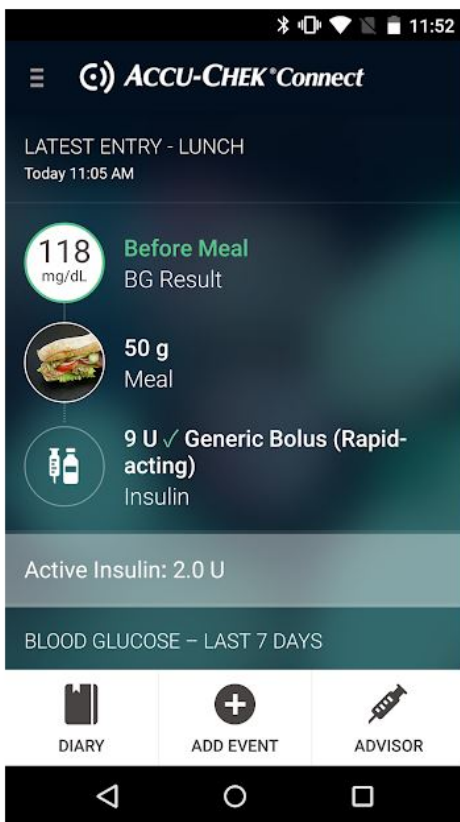 11:52
ACCU-CHEK® Connect
LATEST ENTRY - LUNCH
Today 11:05 AM
118
mg/dL
Before Meal
BG Result
50 g
Meal
9 U ✓ Generic Bolus (Rapid-
acting)
Insulin
Active Insulin: 2.0 U
BLOOD GLUCOSE – LAST 7 DAYS
DIARY
ADD EVENT
ADVISOR